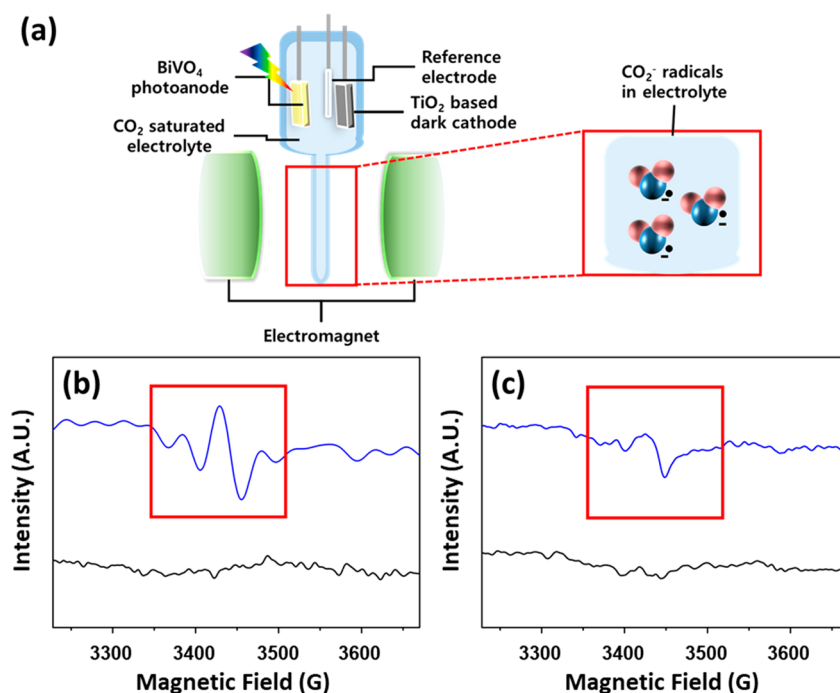 (a)
BiVO₄
photoanode
CO₂ saturated
electrolyte
Reference
electrode
TiO₂ based
dark cathode
CO₂⁻ radicals
in electrolyte
Electromagnet
(b)
Intensity (A.U.)
3300 3400 3500 3600
Magnetic Field (G)
(c)
Intensity (A.U.)
3300 3400 3500 3600
Magnetic Field (G)